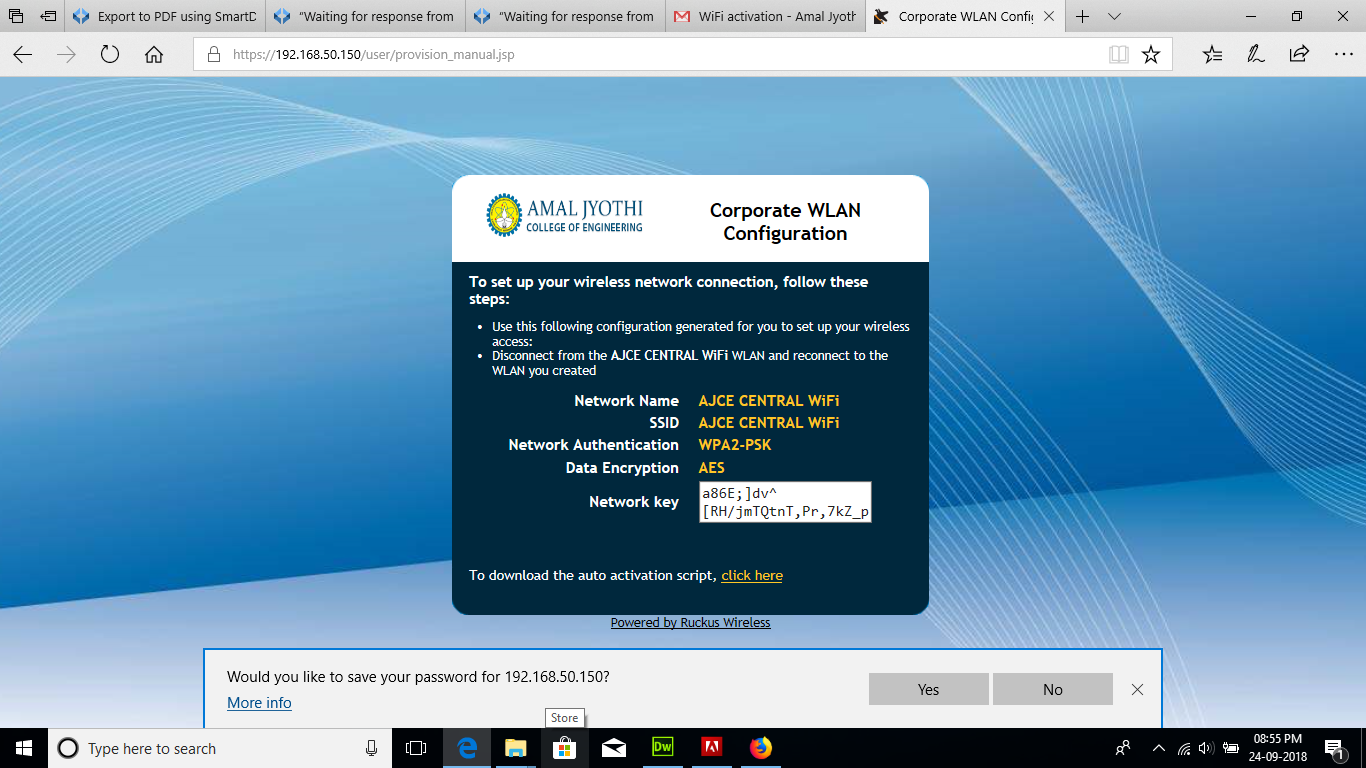 Export to PDF using SmartD
"Waiting for response from
"Waiting for response from
WiFi activation - Amal Jyoth
Corporate WLAN Config
https://192.168.50.150/user/provision_manual.jsp
AMAL JYOTHI
COLLEGE OF ENGINEERING
Corporate WLAN
Configuration
To set up your wireless network connection, follow these
steps:
• Use this following configuration generated for you to set up your wireless
access:
• Disconnect from the AJCE CENTRAL WiFi WLAN and reconnect to the
WLAN you created
Network Name AJCE CENTRAL WiFi
SSID AJCE CENTRAL WiFi
Network Authentication WPA2-PSK
Data Encryption AES
Network key
a86E;]dv^
[RH/jmTQtnT,Pr,7kZ_p
To download the auto activation script, click here
Powered by Ruckus Wireless
Would you like to save your password for 192.168.50.150?
More info
Yes
No
Store
Type here to search
Dw
08:55 PM
24-09-2018
1